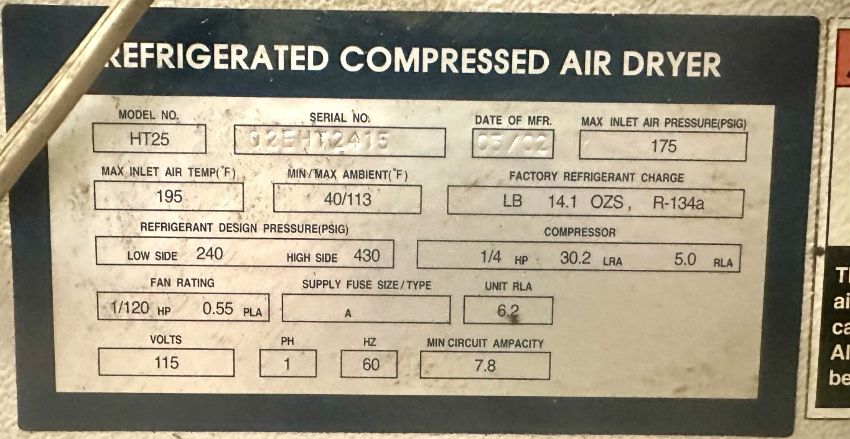 REFRIGERATED COMPRESSED AIR DRYER
MODEL NO. SERIAL NO. DATE OF MFR. MAX INLET AIR PRESSURE(PSIG)
HT25 02EHT2415 05/02 175
MAX INLET AIR TEMP(°F) MIN/MAX AMBIENT(°F) FACTORY REFRIGERANT CHARGE
195 40/113 LB 14.1 OZS, R-134a
REFRIGERANT DESIGN PRESSURE(PSIG) COMPRESSOR
LOW SIDE 240 HIGH SIDE 430 1/4 HP 30.2 LRA 5.0 RLA
FAN RATING SUPPLY FUSE SIZE/TYPE UNIT RLA
1/120 HP 0.55 PLA A 6.2
VOLTS PH HZ MIN CIRCUIT AMPACITY
115 1 60 7.8